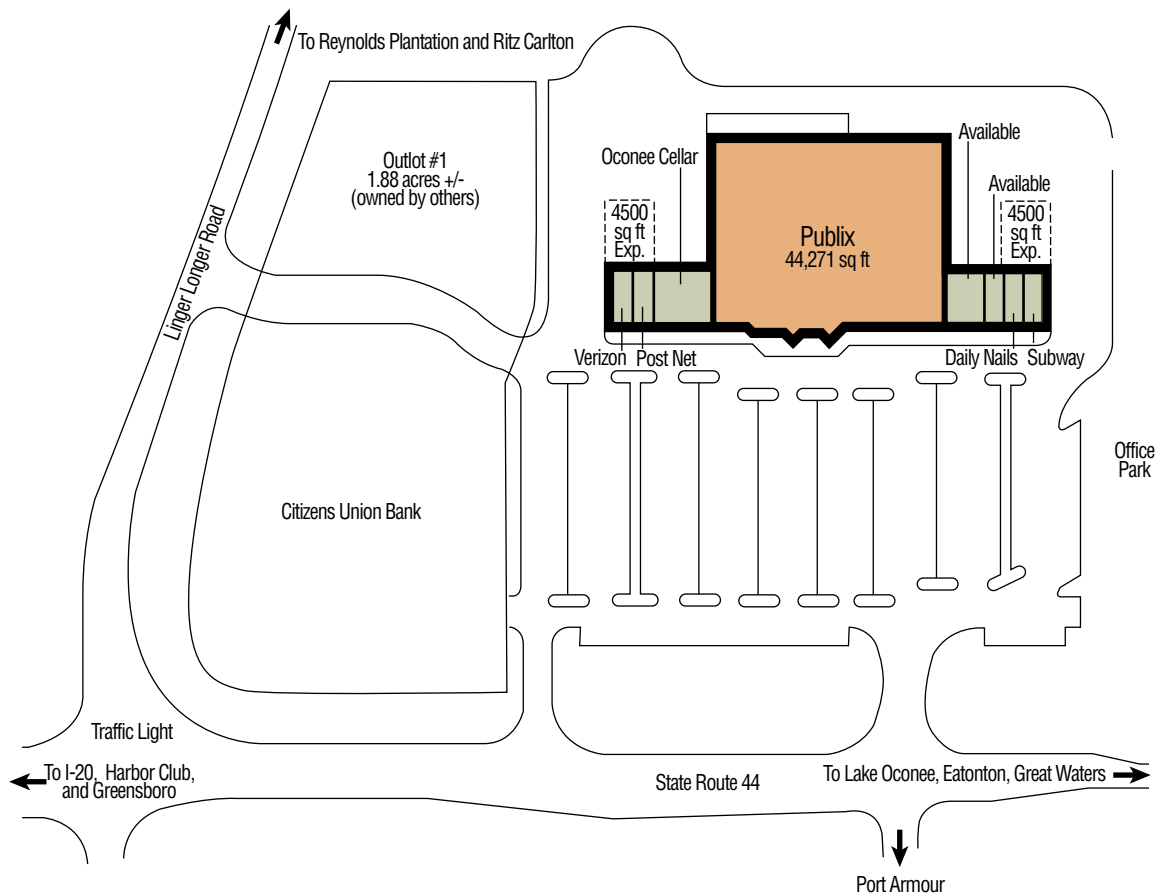 To Reynolds Plantation and Ritz Carlton
Outlot #1
1.88 acres +/-
(owned by others)
Oconee Cellar
Available
Available
4500
sq ft
Exp.
4500
sq ft
Exp.
Publix
44,271 sq ft
Linger Longer Road
Verizon
Post Net
Daily Nails
Subway
Office
Park
Citizens Union Bank
Traffic Light
To I-20, Harbor Club,
and Greensboro
State Route 44
To Lake Oconee, Eatonton, Great Waters
Port Armour